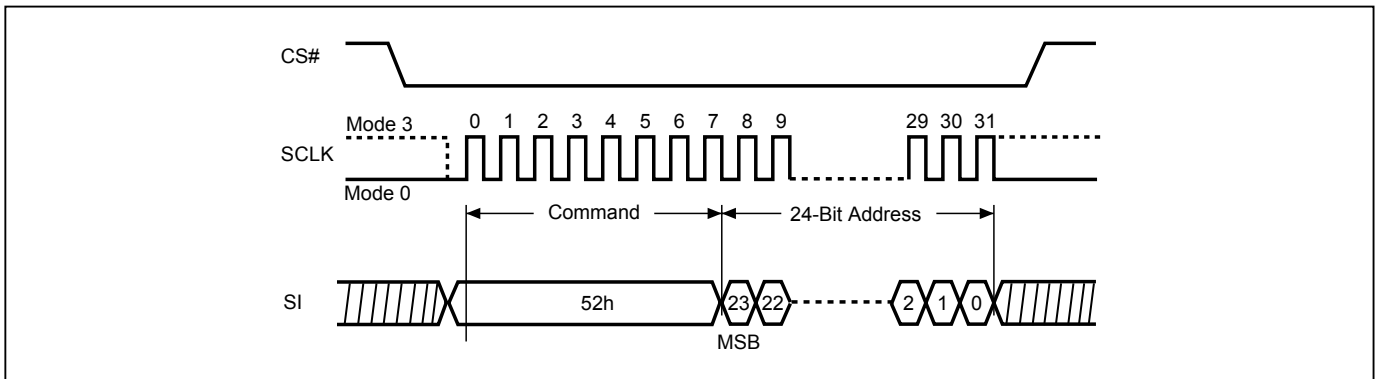 CS#
Mode 3
0 1 2 3 4 5 6 7 8 9 29 30 31
SCLK
Mode 0
Command 24-Bit Address
SI 52h 23 22 2 1 0
MSB